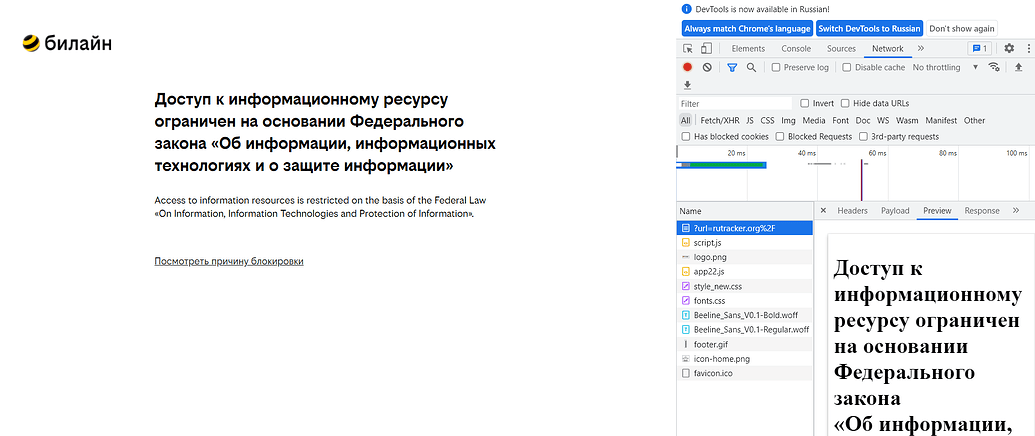 билайн
Доступ к информационному ресурсу
ограничен на основании Федерального
закона «Об информации, информационных
технологиях и о защите информации»
Access to information resources is restricted on the basis of the Federal Law
«On Information, Information Technologies and Protection of Information».
Посмотреть причину блокировки
DevTools is now available in Russian!
Always match Chrome's language Switch DevTools to Russian Don't show again
Elements Console Sources Network » 1
Preserve log Disable cache No throttling
Filter Invert Hide data URLs
All Fetch/XHR JS CSS Img Media Font Doc WS Wasm Manifest Other
Has blocked cookies Blocked Requests 3rd-party requests
20 ms 40 ms 60 ms 80 ms 100 ms
Name × Headers Payload Preview Response »
?url=rutracker.org%2F
script.js
logo.png
app22.js
style_new.css
fonts.css
Beeline_Sans_V0.1-Bold.woff
Beeline_Sans_V0.1-Regular.woff
footer.gif
icon-home.png
favicon.ico
Доступ к
информационному
ресурсу ограничен
на основании
Федерального
закона
«Об информации,